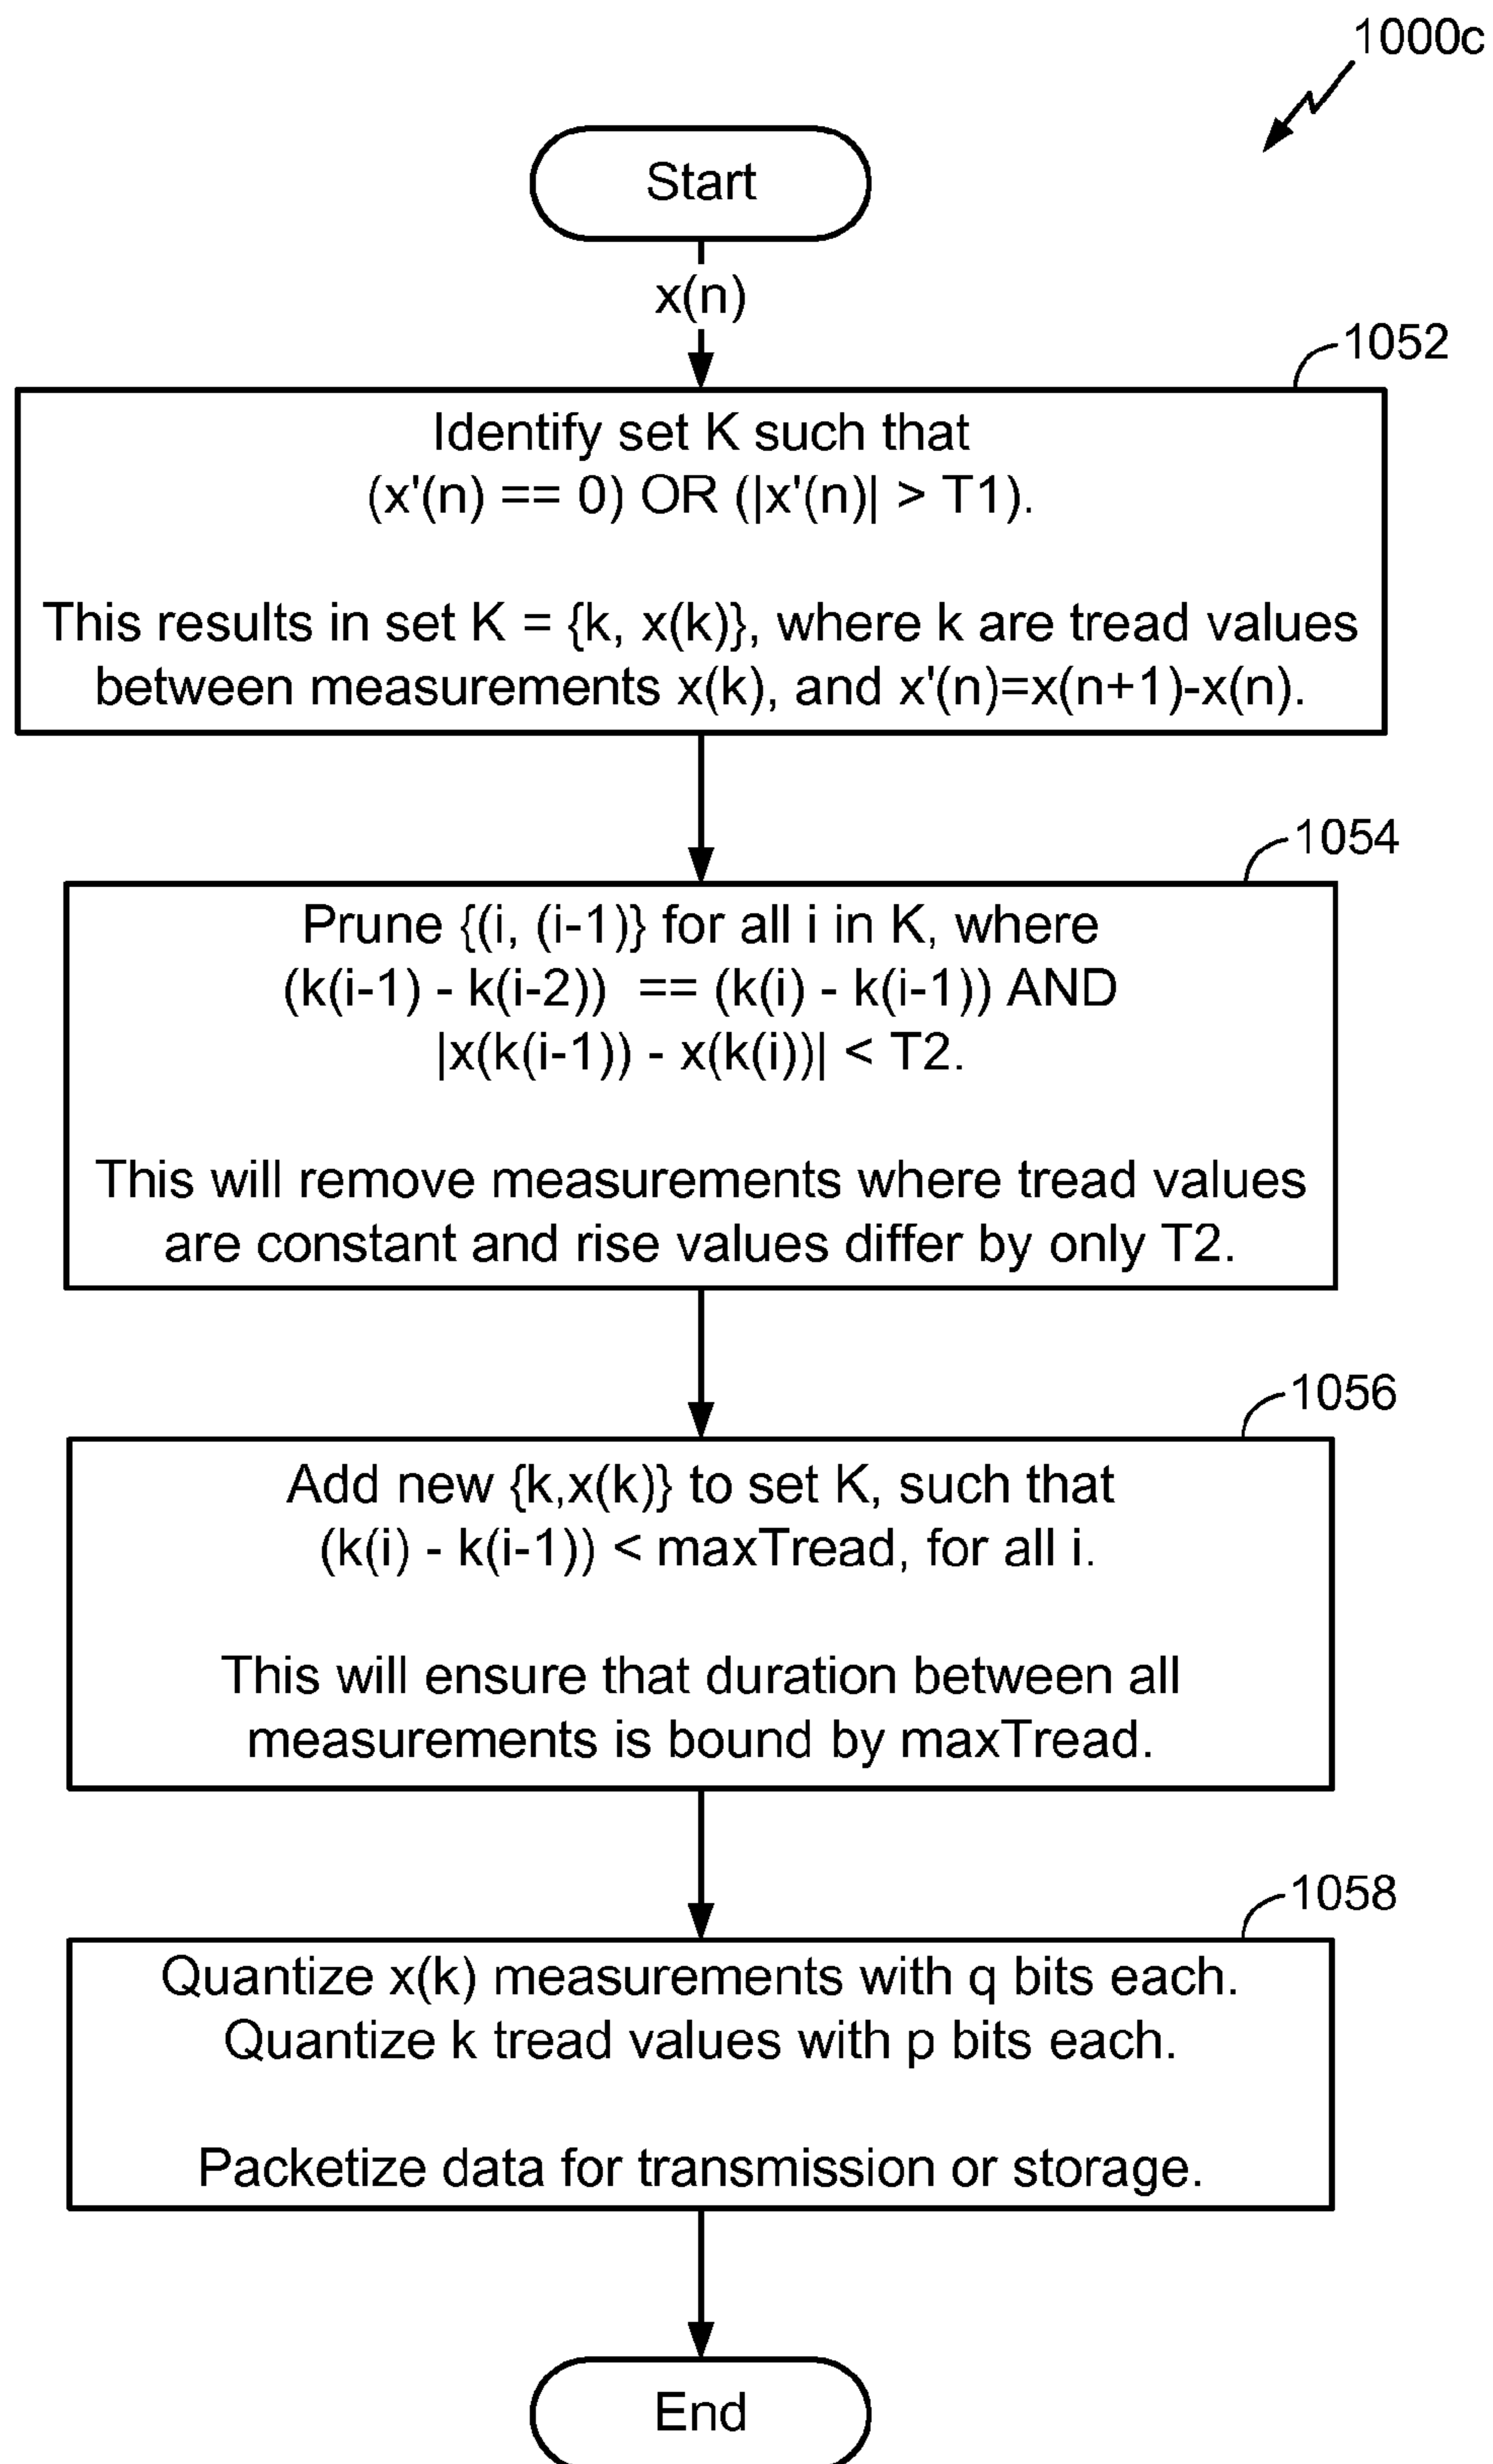 1000c
Start
x(n)
1052
Identify set K such that
(x'(n) == 0) OR (|x'(n)| > T1).
This results in set K = {k, x(k)}, where k are tread values
between measurements x(k), and x'(n)=x(n+1)-x(n).
1054
Prune {(i, (i-1)} for all i in K, where
(k(i-1) - k(i-2)) == (k(i) - k(i-1)) AND
|x(k(i-1)) - x(k(i))| < T2.
This will remove measurements where tread values
are constant and rise values differ by only T2.
1056
Add new {k,x(k)} to set K, such that
(k(i) - k(i-1)) < maxTread, for all i.
This will ensure that duration between all
measurements is bound by maxTread.
1058
Quantize x(k) measurements with q bits each.
Quantize k tread values with p bits each.
Packetize data for transmission or storage.
End